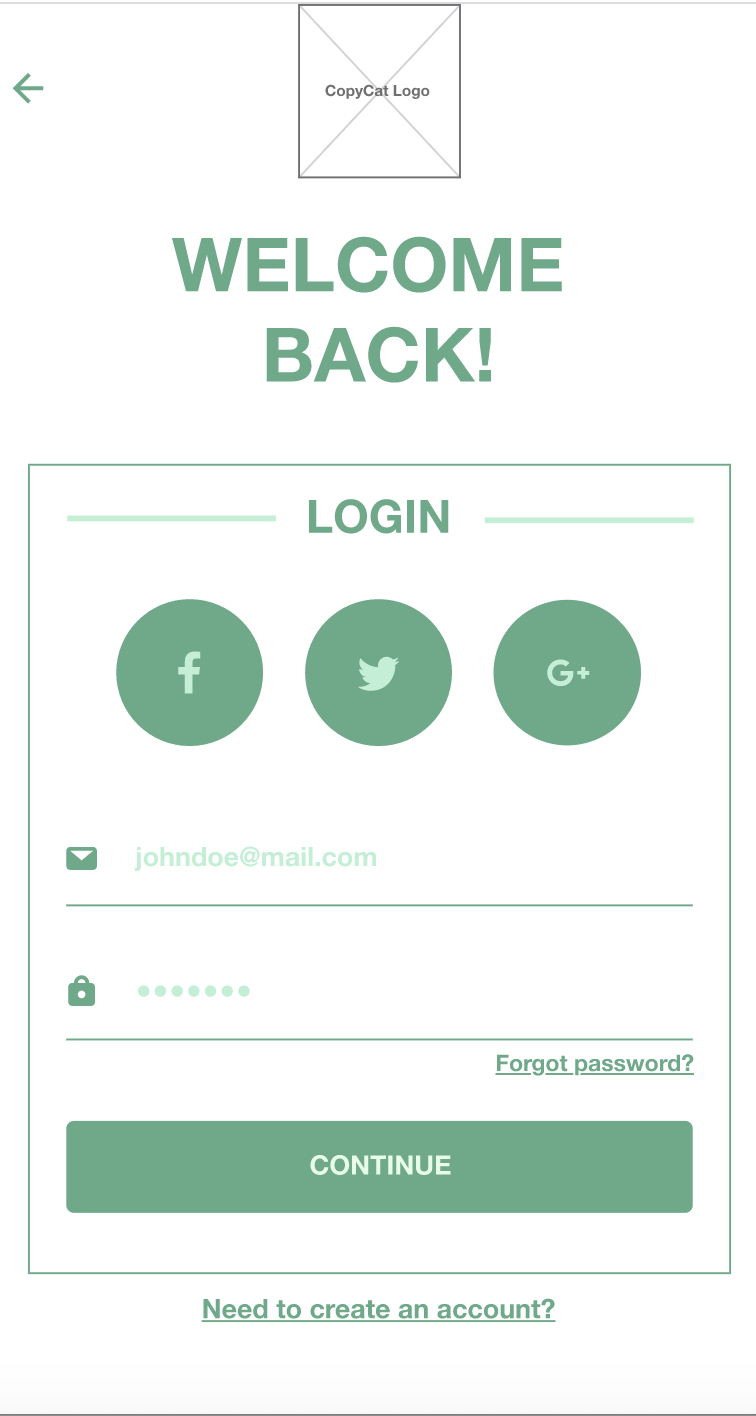 CopyCat Logo
WELCOME
BACK!
LOGIN
f
G+
johndoe@mail.com
•••••••
Forgot password?
CONTINUE
Need to create an account?